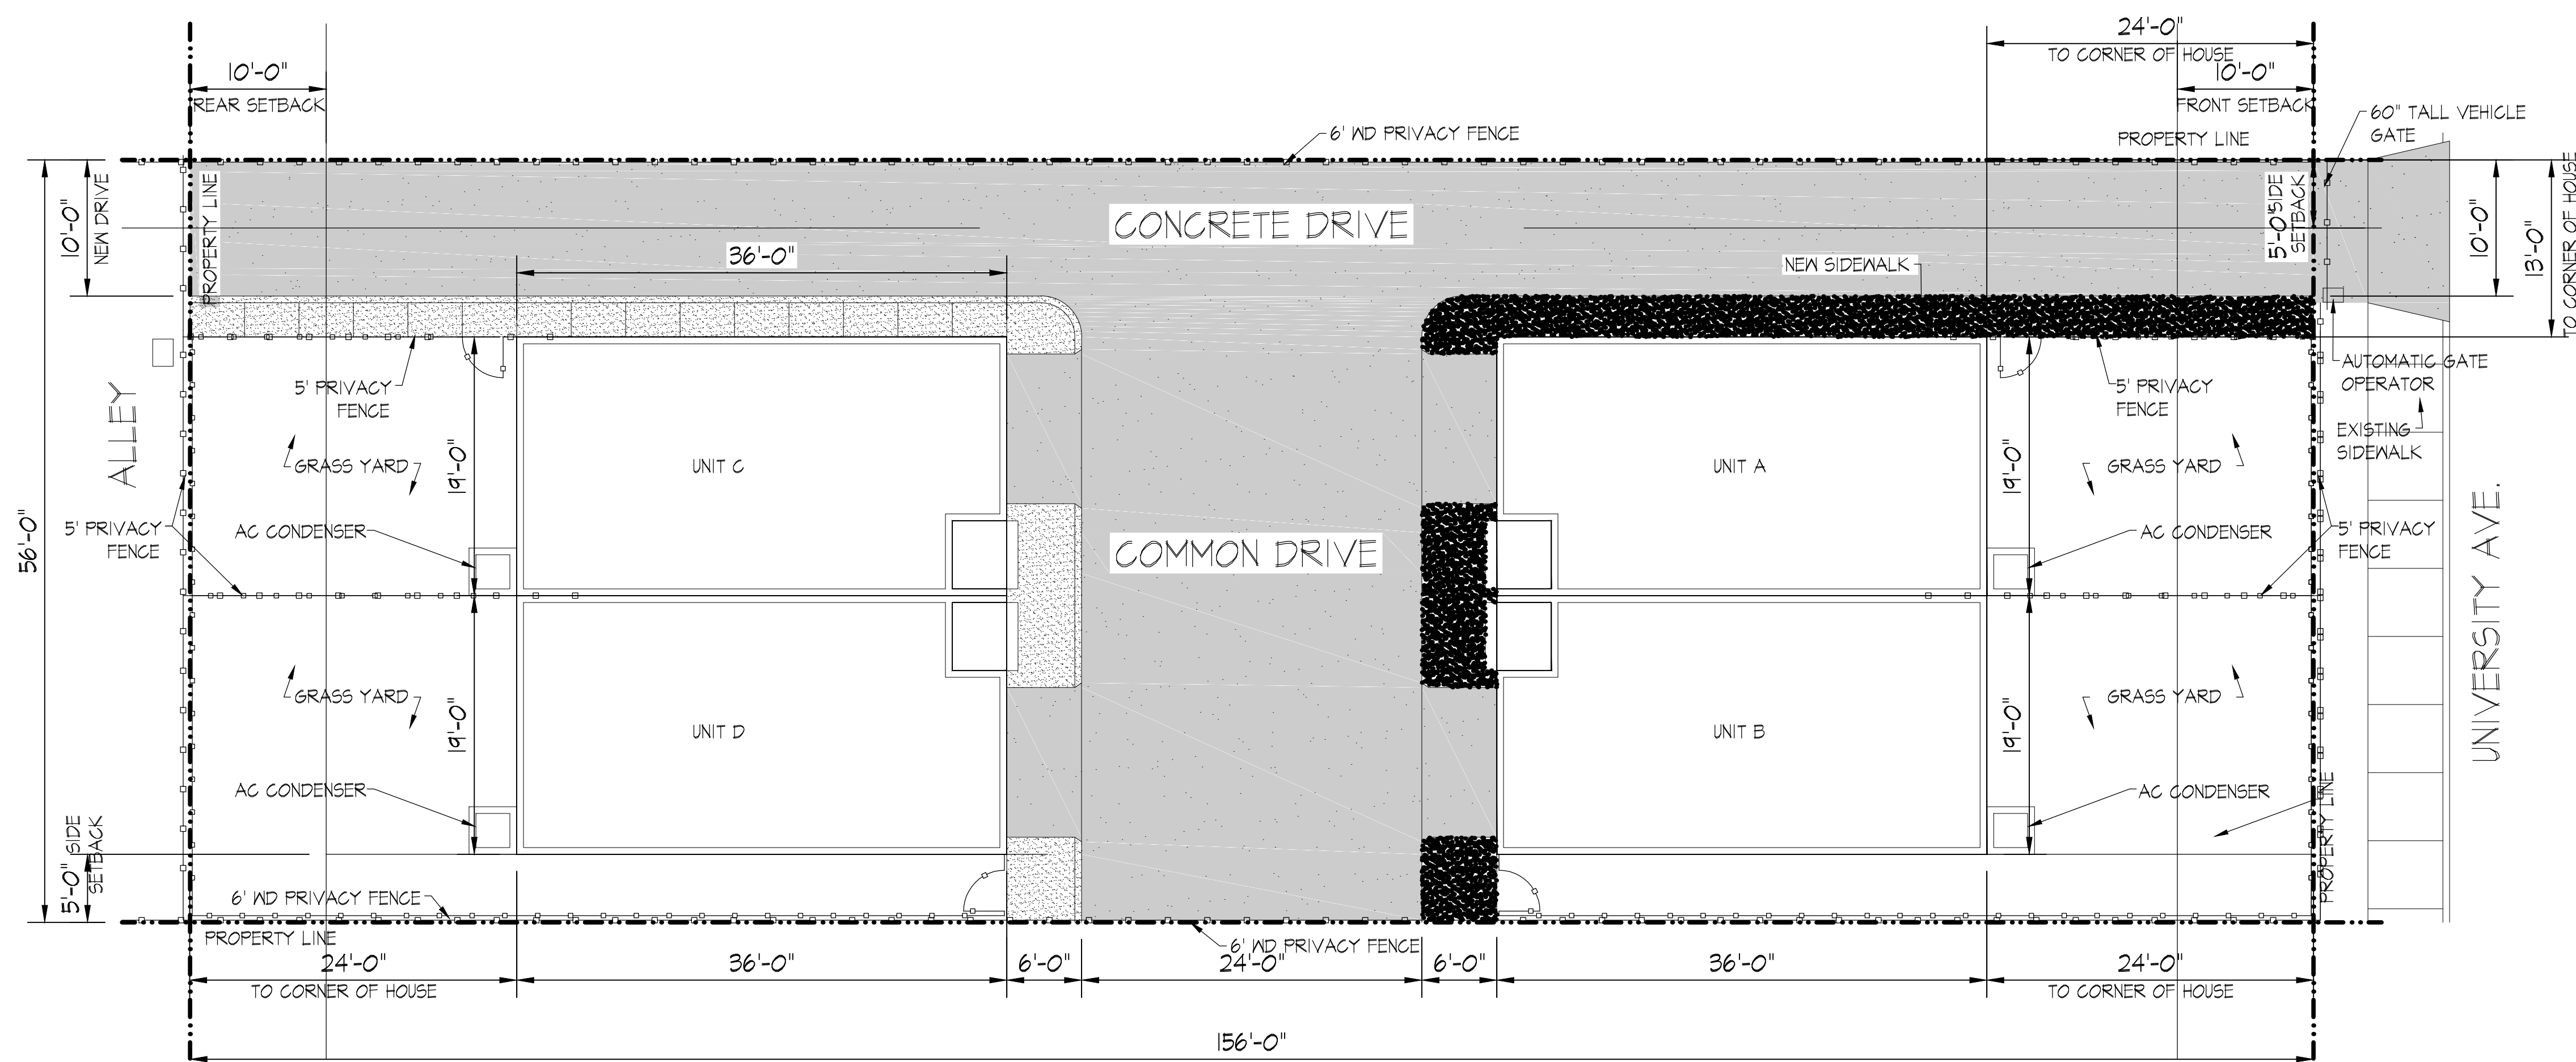 24'-0"
TO CORNER OF HOUSE
10'-0"
REAR SETBACK
10'-0"
FRONT SETBACK
60" TALL VEHICLE
GATE
6' WD PRIVACY FENCE
PROPERTY LINE
10'-0"
NEW DRIVE
PROPERTY LINE
CONCRETE DRIVE
5'-0" SIDE
SETBACK
10'-0"
13'-0"
TO CORNER OF HOUSE
36'-0"
NEW SIDEWALK
ALLEY
5' PRIVACY
FENCE
5' PRIVACY
FENCE
AUTOMATIC GATE
OPERATOR
EXISTING
SIDEWALK
GRASS YARD
19'-0"
UNIT C
UNIT A
19'-0"
GRASS YARD
56'-0"
5' PRIVACY
FENCE
AC CONDENSER
COMMON DRIVE
AC CONDENSER
5' PRIVACY
FENCE
UNIVERSITY AVE.
GRASS YARD
19'-0"
UNIT D
UNIT B
19'-0"
GRASS YARD
AC CONDENSER
AC CONDENSER
PROPERTY LINE
5'-0" SIDE
SETBACK
6' WD PRIVACY FENCE
PROPERTY LINE
6' WD PRIVACY FENCE
24'-0"
TO CORNER OF HOUSE
36'-0"
6'-0"
24'-0"
6'-0"
36'-0"
24'-0"
TO CORNER OF HOUSE
156'-0"